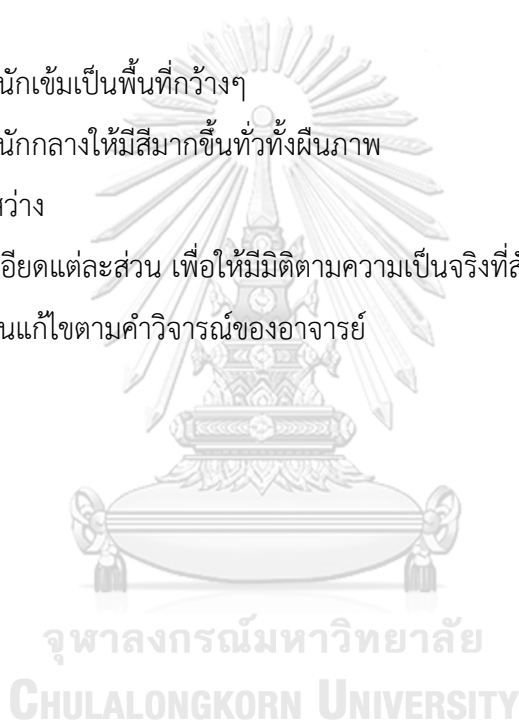 นักเข้มเป็นพื้นที่กว้างๆ
นักกลางให้มีสีมากขึ้นทั่วทั้งผืนภาพ
สว่าง
อียดแต่ละส่วน เพื่อให้มีมิติตามความเป็นจริงที่สั
นแก้ไขตามคำวิจารณ์ของอาจารย์
จุฬาลงกรณ์มหาวิทยาลัย
CHULALONGKORN UNIVERSITY